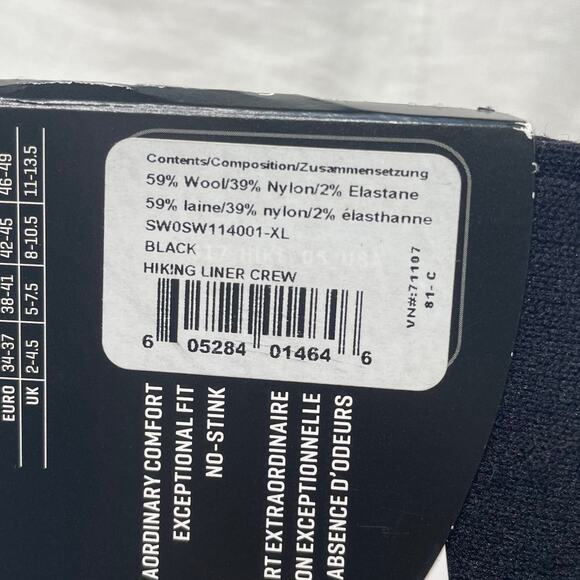 Contents/Composition/Zusammensetzung
59% Wool/39% Nylon/2% Elastane
59% laine/39% nylon/2% élasthanne
SW0SW114001-XL
BLACK
HIKING LINER CREW
VN#:71107
81- C
6 05284 01464 6
EURO 34-37 38-41 42-45 46-49
UK 2-4.5 5-7.5 8-10.5 11-13.5
AORDINARY COMFORT
EXCEPTIONAL FIT
NO-STINK
RT EXTRAORDINAIRE
ON EXCEPTIONNELLE
ABSENCE D'ODEURS